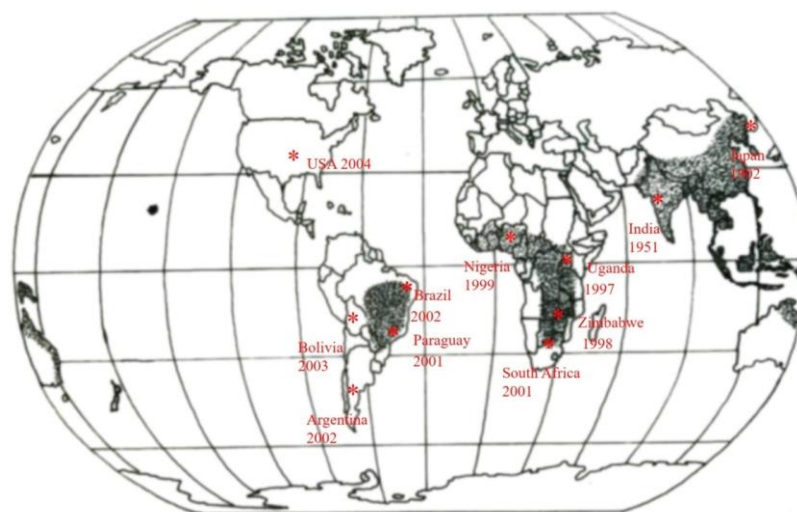 USA 2004
Japan
1902
India
1951
Nigeria
1999
Uganda
1997
Brazil
2002
Zimbabwe
1998
Bolivia
2003
Paraguay
2001
South Africa
2001
Argentina
2002